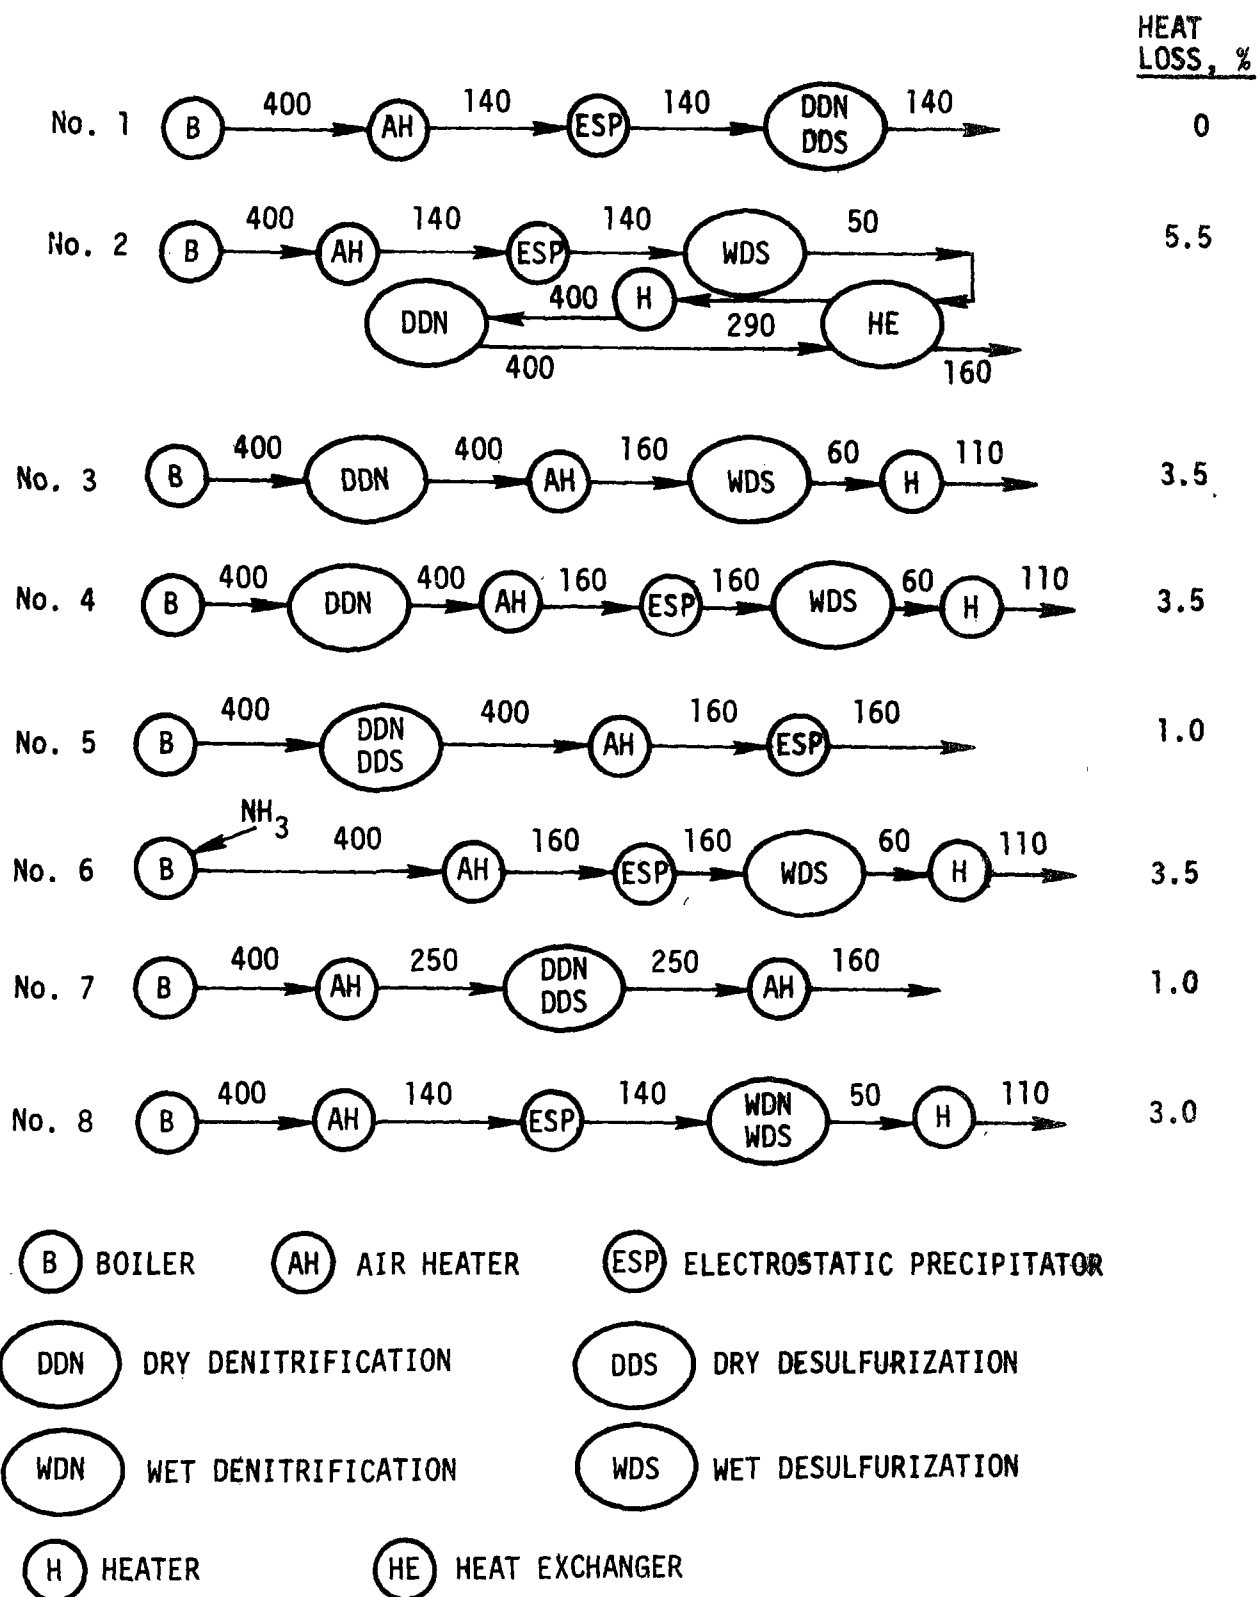 HEAT
LOSS, %
No. 1 B 400 AH 140 ESP 140 DDN DDS 140 0
No. 2 B 400 AH 140 ESP 140 WDS 50 5.5
DDN 400 H 290 HE
400 160
No. 3 B 400 DDN 400 AH 160 WDS 60 H 110 3.5
No. 4 B 400 DDN 400 AH 160 ESP 160 WDS 60 H 110 3.5
No. 5 B 400 DDN DDS 400 AH 160 ESP 160 1.0
NH3
No. 6 B 400 AH 160 ESP 160 WDS 60 H 110 3.5
No. 7 B 400 AH 250 DDN DDS 250 AH 160 1.0
No. 8 B 400 AH 140 ESP 140 WDN WDS 50 H 110 3.0
B BOILER AH AIR HEATER ESP ELECTROSTATIC PRECIPITATOR
DDN DRY DENITRIFICATION DDS DRY DESULFURIZATION
WDN WET DENITRIFICATION WDS WET DESULFURIZATION
H HEATER HE HEAT EXCHANGER